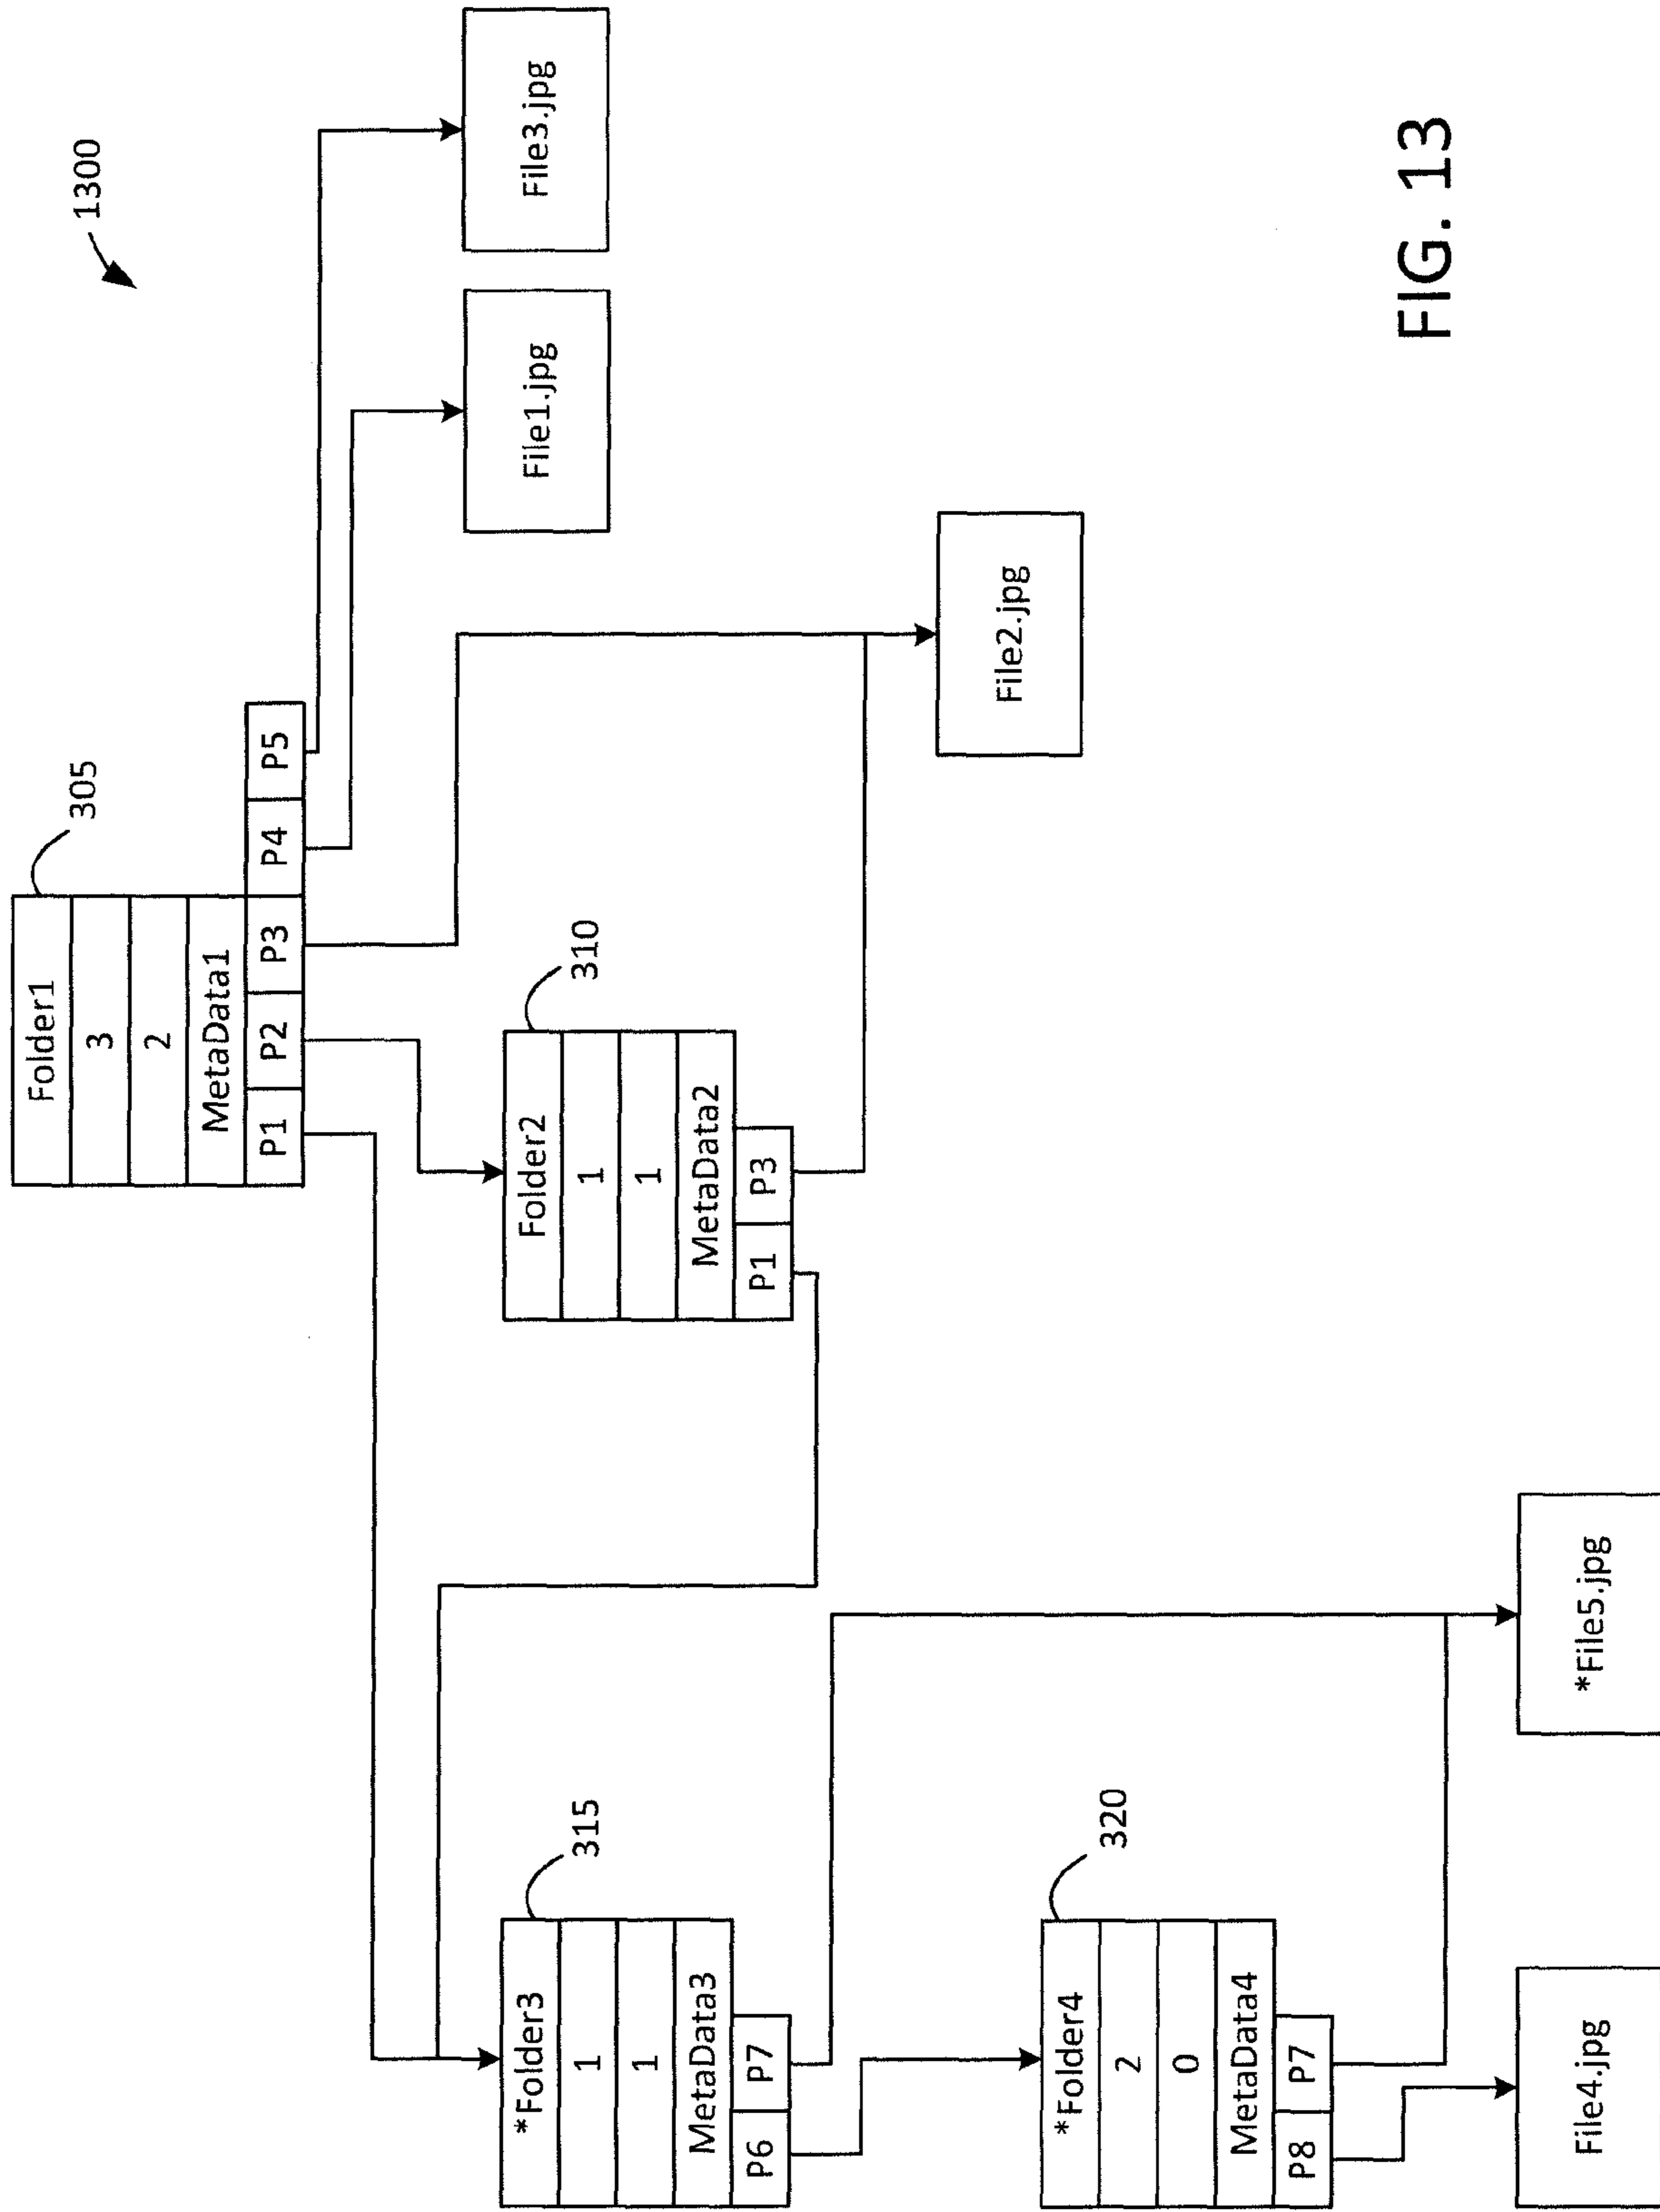 1300
305
Folder1
3
2
MetaData1
P1 P2 P3 P4 P5
File1.jpg
File3.jpg
310
Folder2
1
1
MetaData2
P1 P3
File2.jpg
315
*Folder3
1
1
MetaData3
P6 P7
320
*Folder4
2
0
MetaData4
P8 P7
File4.jpg
*File5.jpg
FIG. 13